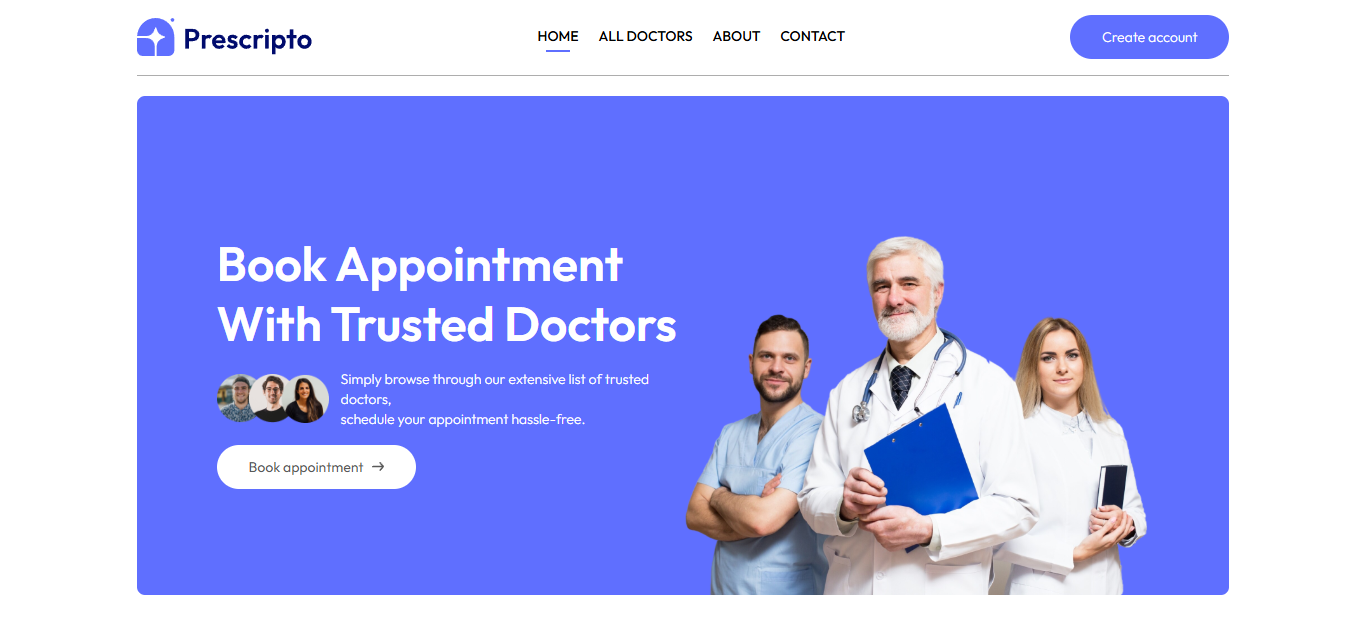 Prescripto
HOME
ALL DOCTORS
ABOUT
CONTACT
Create account
Book Appointment
With Trusted Doctors
Simply browse through our extensive list of trusted
doctors,
schedule your appointment hassle-free.
Book appointment →